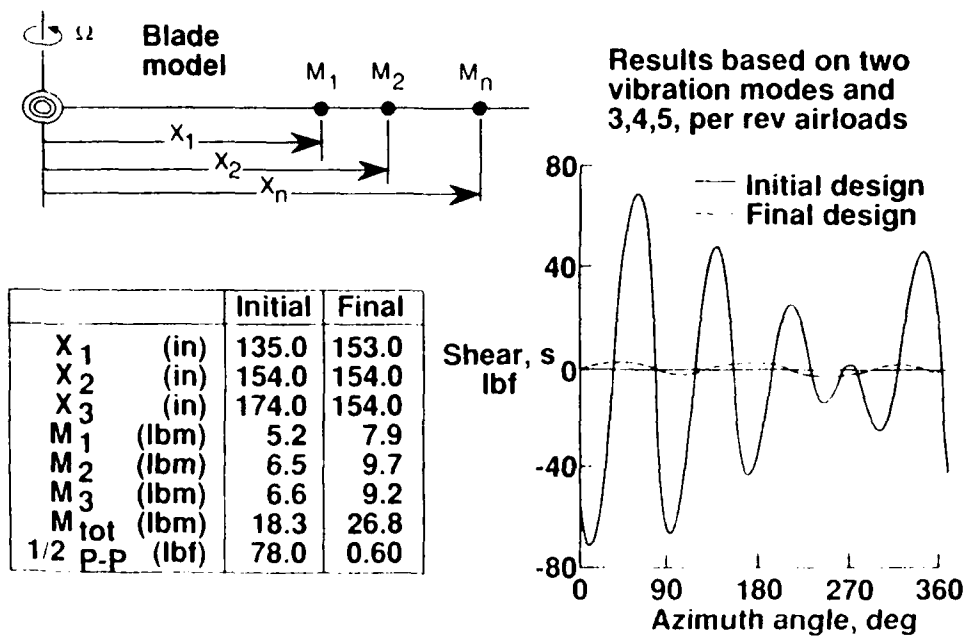 Ω
Blade
model
M1 M2 Mn
X1
X2
Xn
Results based on two
vibration modes and
3,4,5, per rev airloads
Initial Final
X1 (in) 135.0 153.0
X2 (in) 154.0 154.0
X3 (in) 174.0 154.0
M1 (lbm) 5.2 7.9
M2 (lbm) 6.5 9.7
M3 (lbm) 6.6 9.2
Mtot (lbm) 18.3 26.8
1/2 P-P (lbf) 78.0 0.60
Initial design
Final design
80
40
Shear, s
lbf
0
-40
-80
0 90 180 270 360
Azimuth angle, deg